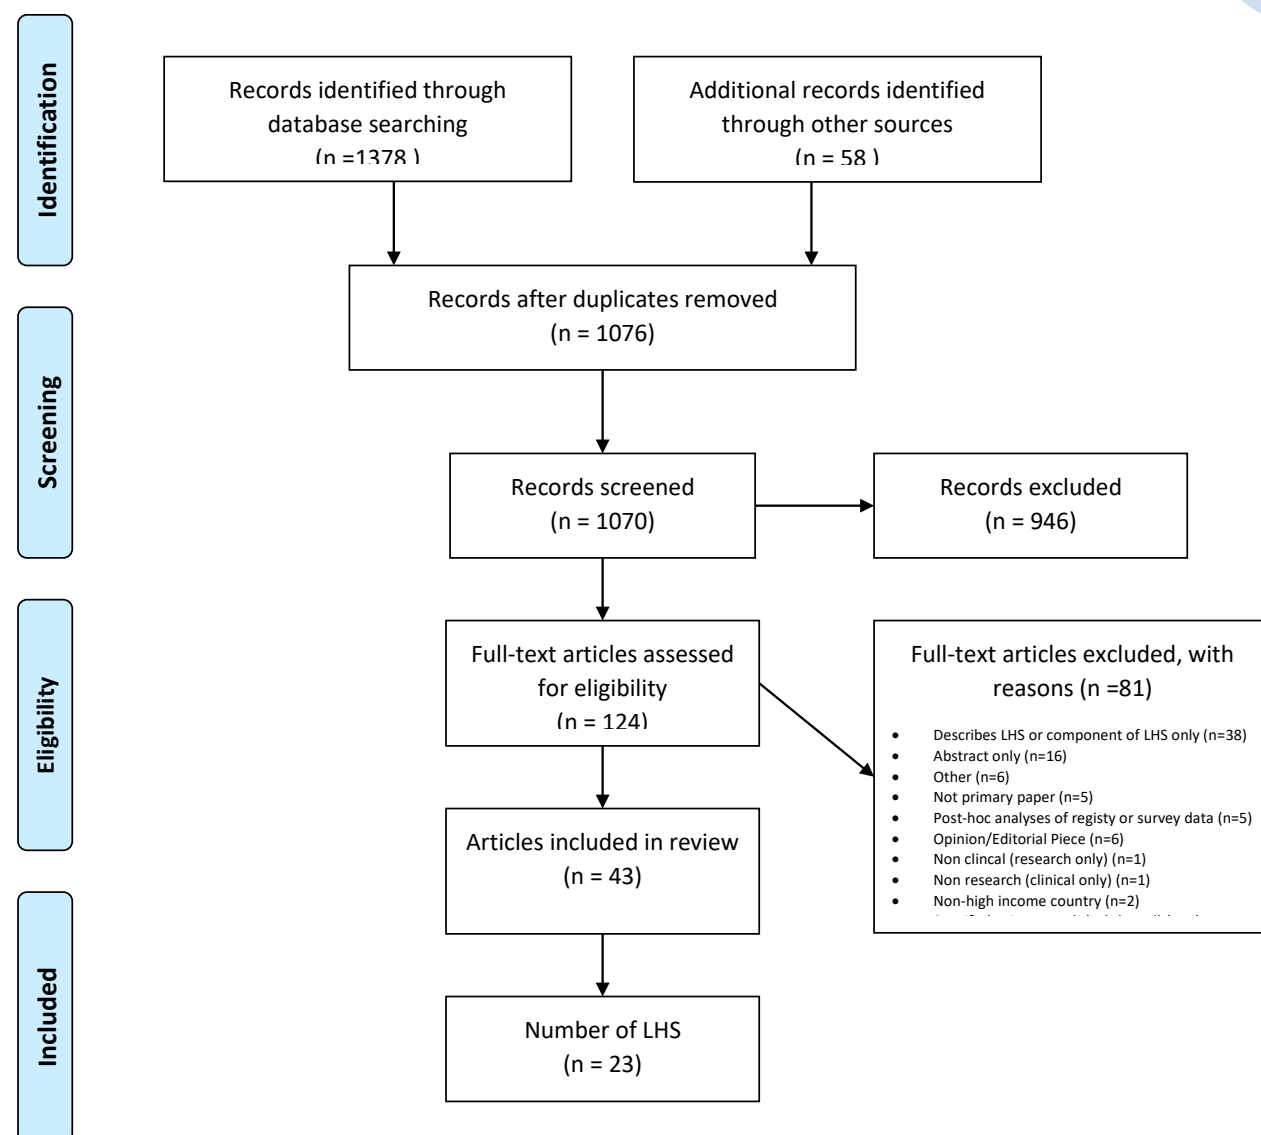 Identification
Records identified through
database searching
(n =1378 )
Additional records identified
through other sources
(n = 58 )
Records after duplicates removed
(n = 1076)
Screening
Records screened
(n = 1070)
Records excluded
(n = 946)
Eligibility
Full-text articles assessed
for eligibility
(n = 124)
Full-text articles excluded, with
reasons (n =81)
• Describes LHS or component of LHS only (n=38)
• Abstract only (n=16)
• Other (n=6)
• Not primary paper (n=5)
• Post-hoc analyses of registy or survey data (n=5)
• Opinion/Editorial Piece (n=6)
• Non clincal (research only) (n=1)
• Non research (clinical only) (n=1)
• Non-high income country (n=2)
Articles included in review
(n = 43)
Included
Number of LHS
(n = 23)